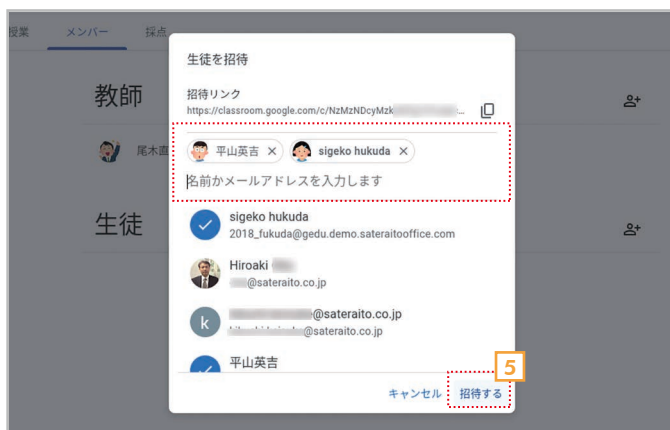 授業 メンバー 採点
生徒を招待
招待リンク
https://classroom.google.com/c/NzMzNDcyMzk ...
教師
平山英吉 × sigeko hukuda ×
尾木直
名前かメールアドレスを入力します
sigeko hukuda
2018_fukuda@gedu.demo.sateraitooffice.com
生徒
Hiroaki
@sateraito.co.jp
k
@sateraito.co.jp
@sateraito.co.jp
平山英吉
5
キャンセル 招待する